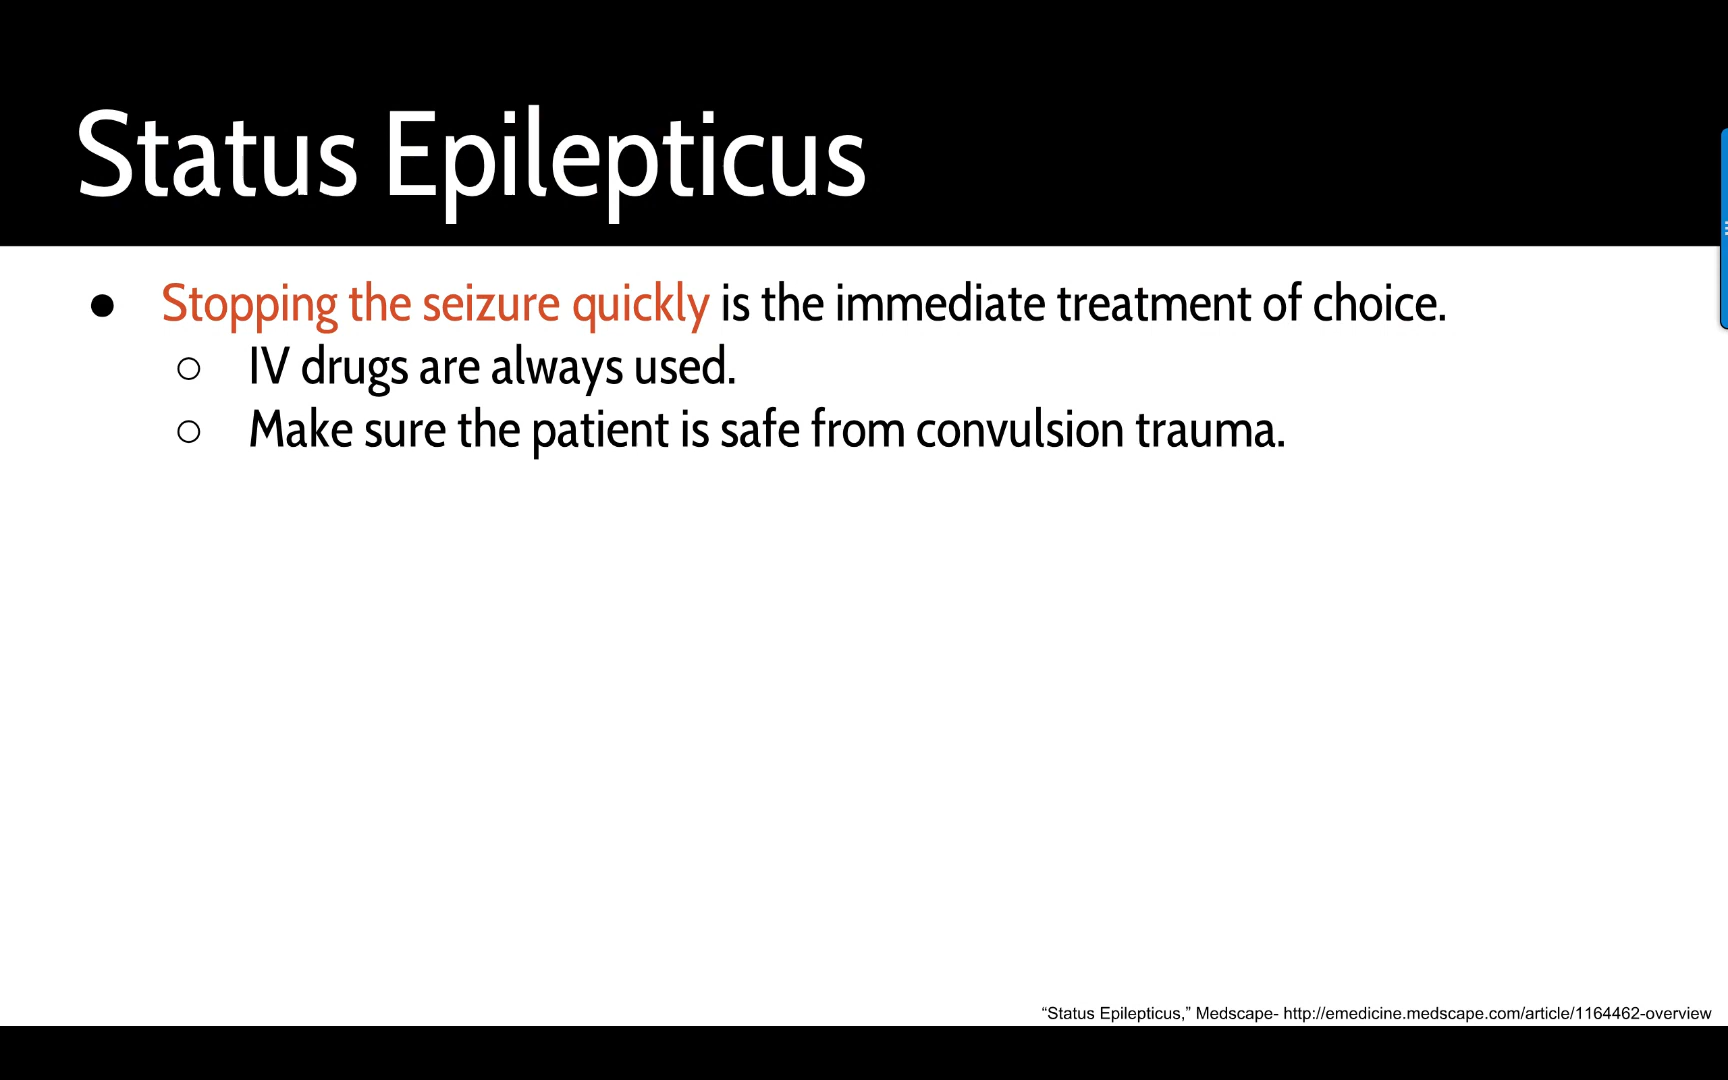 Status Epilepticus
● Stopping the seizure quickly is the immediate treatment of choice.
○ IV drugs are always used.
○ Make sure the patient is safe from convulsion trauma.
“Status Epilepticus,” Medscape- http://emedicine.medscape.com/article/1164462-overview